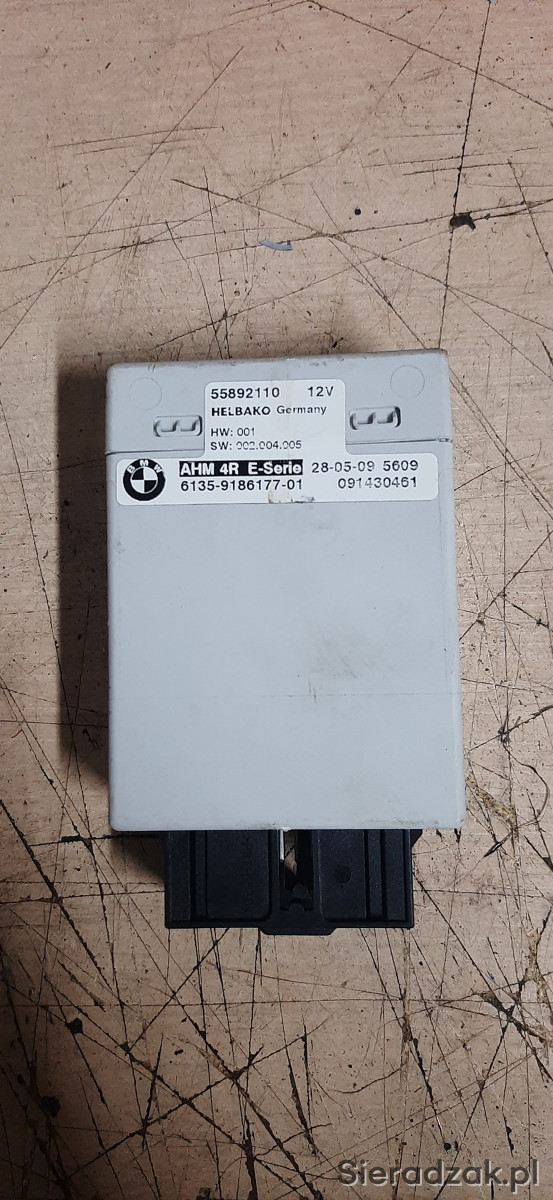 55892110 12V
HELBAKO Germany
HW: 001
SW: 002.004.005
BMW
AHM 4R E-Serie 28-05-09 5609
6135-9186177-01 091430461
Sieradzak.pl